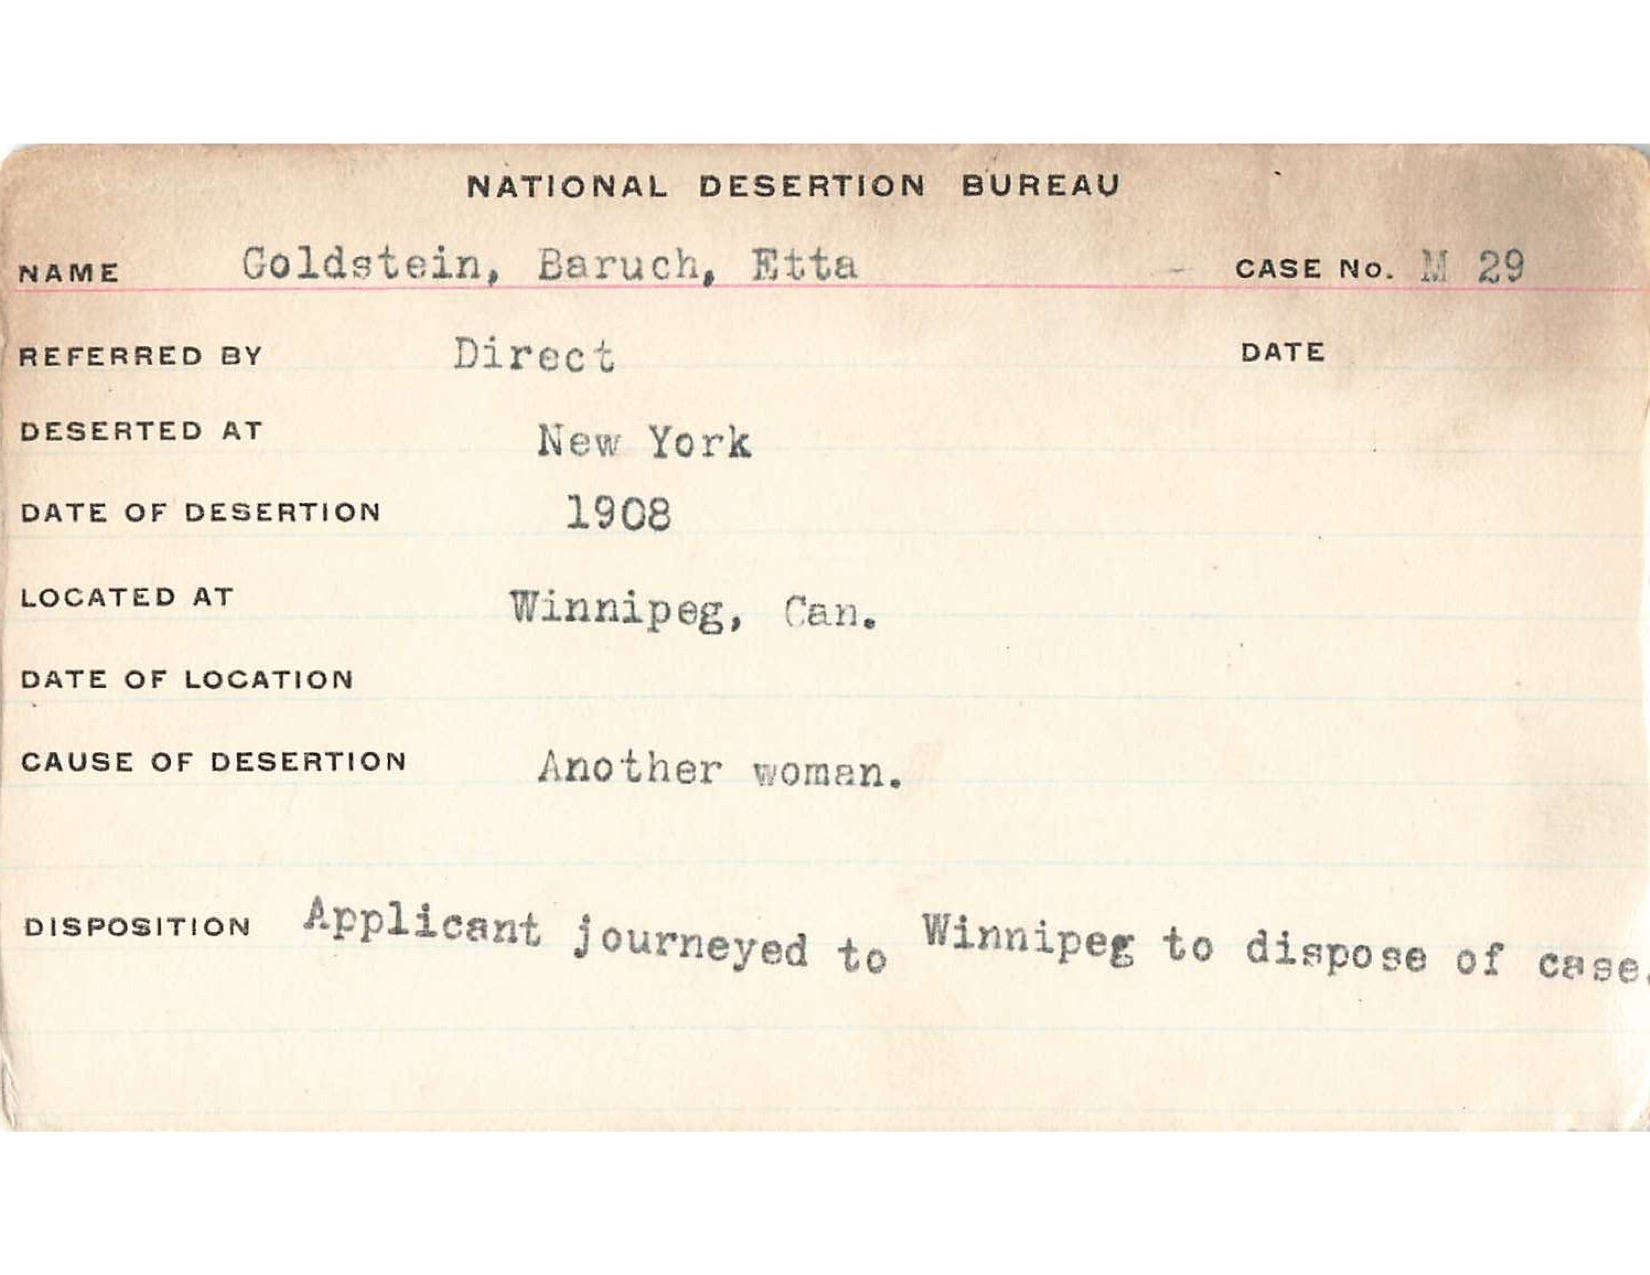 NATIONAL DESERTION BUREAU
NAME Goldstein, Baruch, Etta CASE No. M 29
REFERRED BY Direct DATE
DESERTED AT New York
DATE OF DESERTION 1908
LOCATED AT Winnipeg, Can.
DATE OF LOCATION
CAUSE OF DESERTION Another woman.
DISPOSITION Applicant journeyed to Winnipeg to dispose of case.